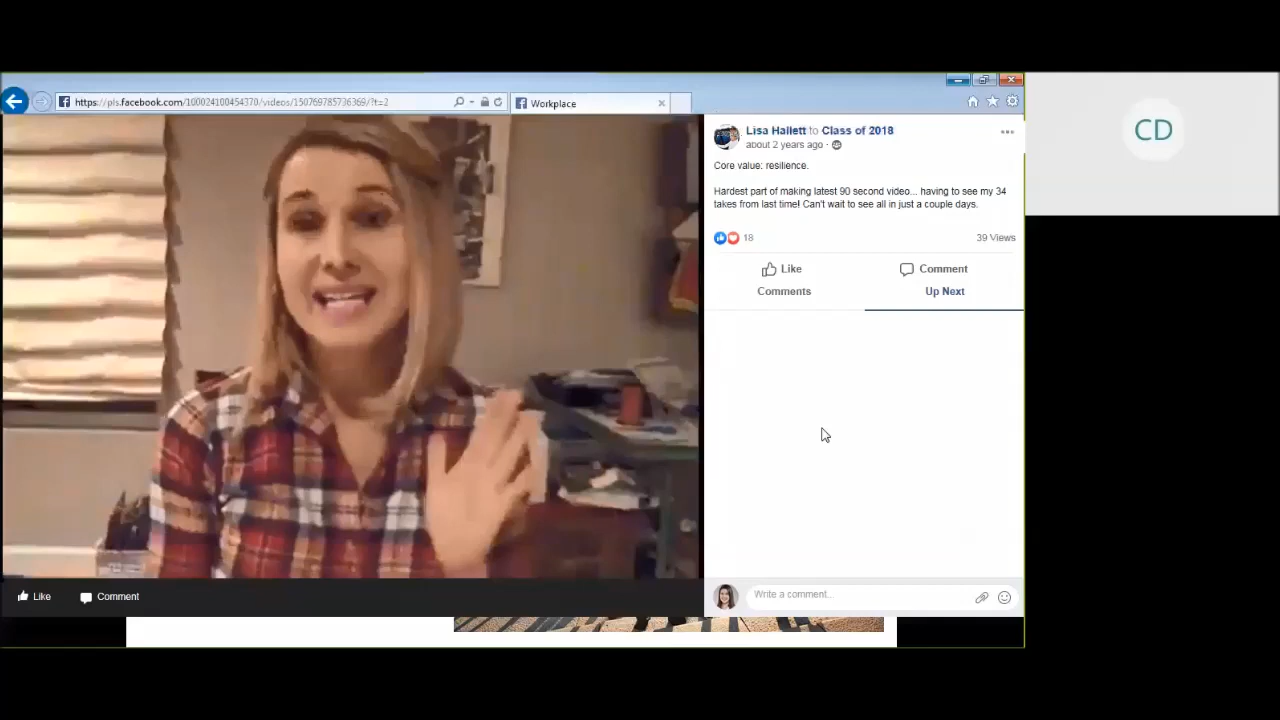 https://pls.facebook.com/100024100454370/videos/150769785736369/?t=2
Workplace
Lisa Hallett to Class of 2018
about 2 years ago
Core value: resilience.
Hardest part of making latest 90 second video... having to see my 34
takes from last time! Can't wait to see all in just a couple days.
18
39 Views
Like
Comment
Comments
Up Next
Write a comment...
Like
Comment
CD